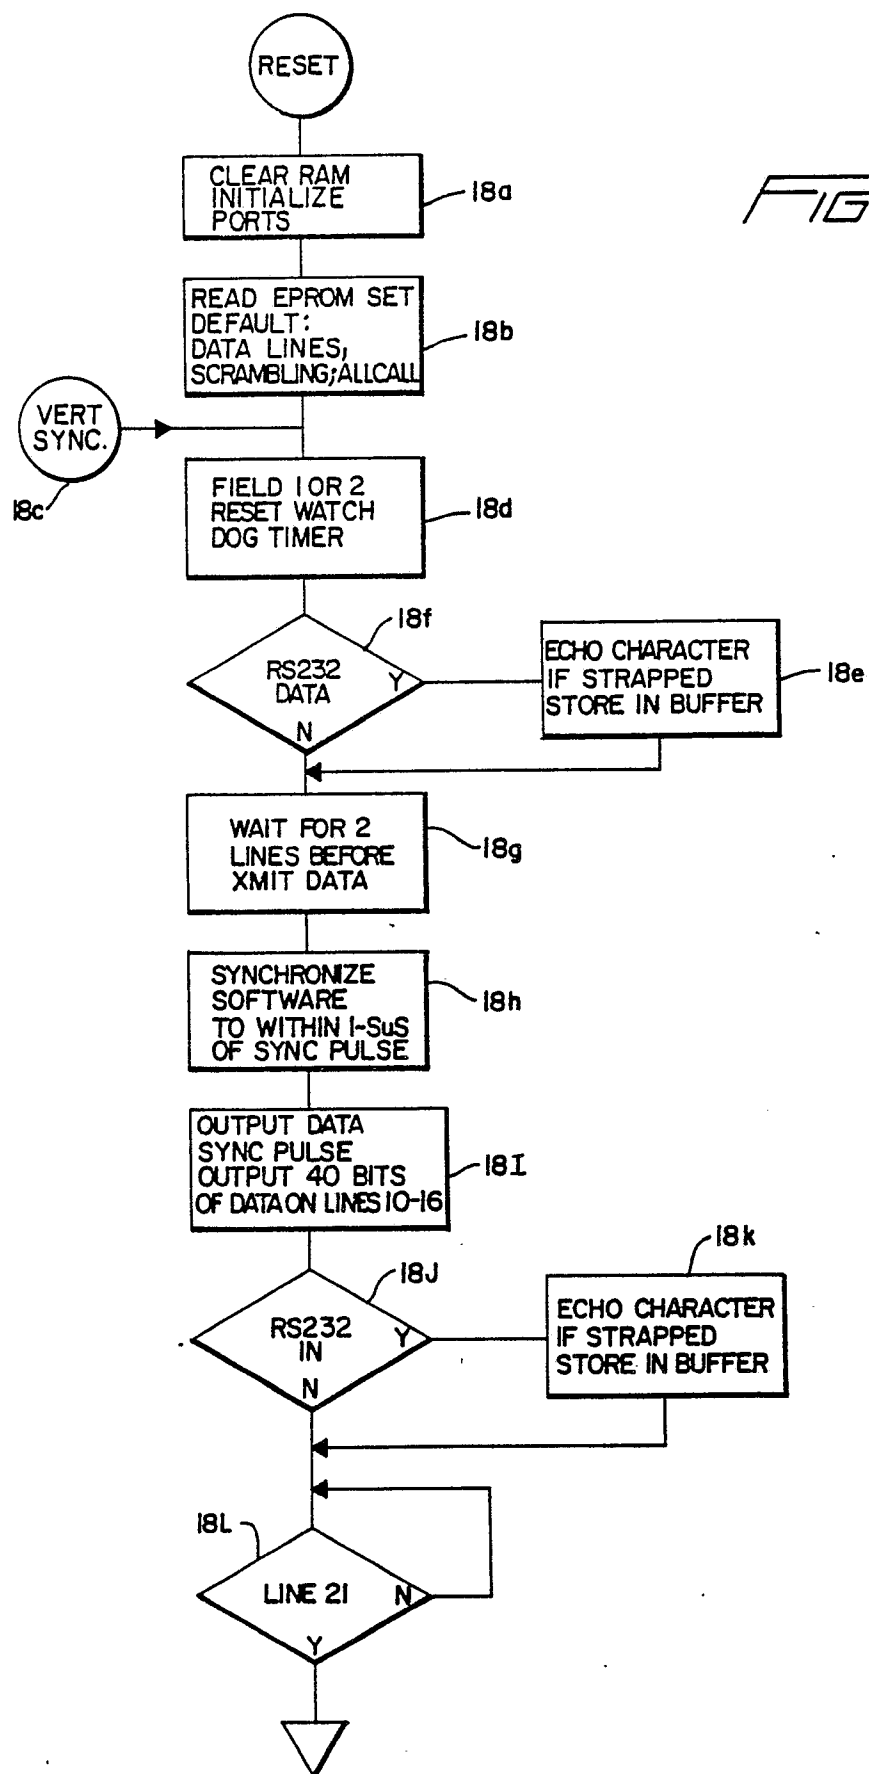 RESET
CLEAR RAM
INITIALIZE
PORTS
18a
FIG
READ EPROM SET
DEFAULT:
DATA LINES,
SCRAMBLING;ALLCALL
18b
VERT
SYNC.
18c
FIELD 1 OR 2
RESET WATCH
DOG TIMER
18d
18f
RS232
DATA
Y
N
ECHO CHARACTER
IF STRAPPED
STORE IN BUFFER
18e
WAIT FOR 2
LINES BEFORE
XMIT DATA
18g
SYNCHRONIZE
SOFTWARE
TO WITHIN 1-SuS
OF SYNC PULSE
18h
OUTPUT DATA
SYNC PULSE
OUTPUT 40 BITS
OF DATA ON LINES 10-16
18I
18J
RS232
IN
Y
N
18k
ECHO CHARACTER
IF STRAPPED
STORE IN BUFFER
18L
LINE 21
N
Y